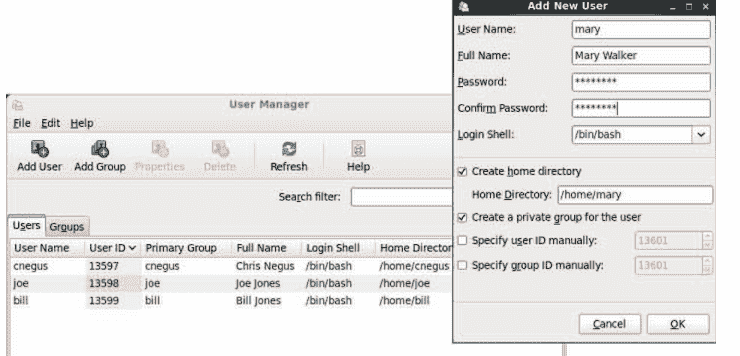 Add New User
User Name: mary
Full Name: Mary Walker
Password: ********
Confirm Password: ********
Login Shell: /bin/bash
Create home directory
Home Directory: /home/mary
Create a private group for the user
Specify user ID manually: 13601
Specify group ID manually: 13601
Cancel OK
User Manager
File Edit Help
Add User Add Group Properties Delete Refresh Help
Search filter:
Users Groups
User Name User ID Primary Group Full Name Login Shell Home Director
cnegus 13597 cnegus Chris Negus /bin/bash /home/cnegus
joe 13598 joe Joe Jones /bin/bash /home/joe
bill 13599 bill Bill Jones /bin/bash /home/bill